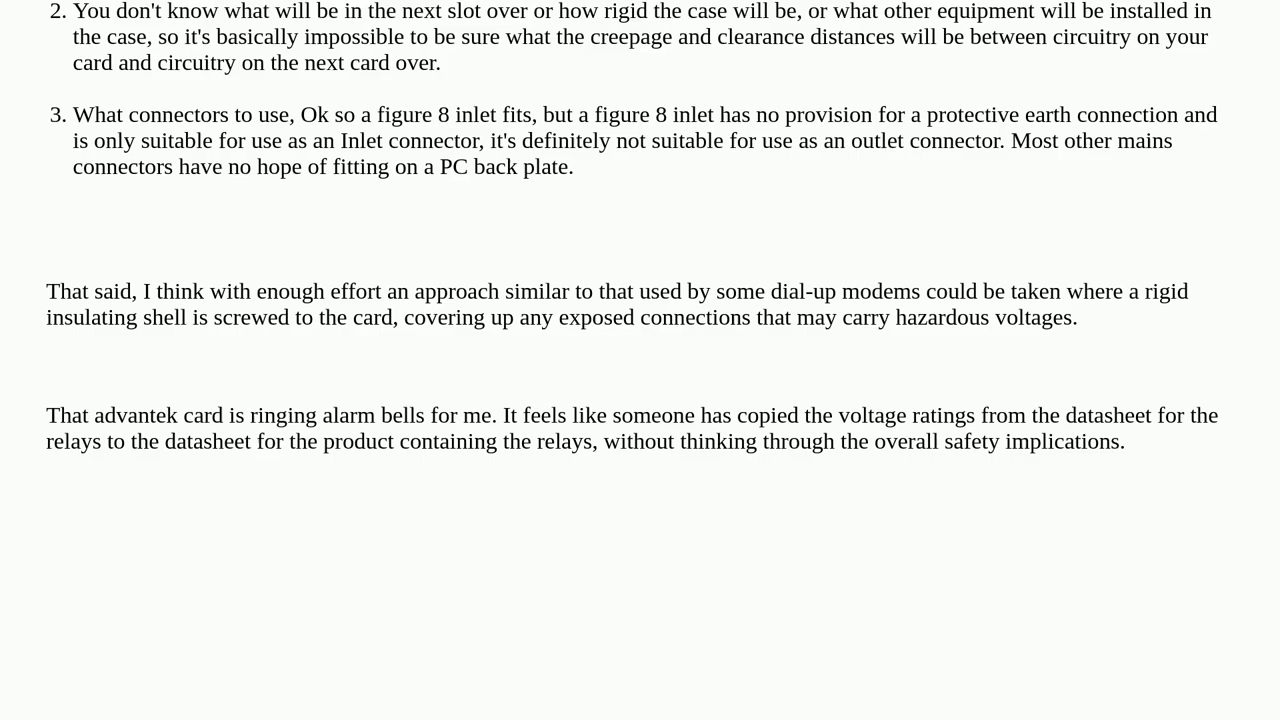 2. You don't know what will be in the next slot over or how rigid the case will be, or what other equipment will be installed in
the case, so it's basically impossible to be sure what the creepage and clearance distances will be between circuitry on your
card and circuitry on the next card over.
3. What connectors to use, Ok so a figure 8 inlet fits, but a figure 8 inlet has no provision for a protective earth connection and
is only suitable for use as an Inlet connector, it's definitely not suitable for use as an outlet connector. Most other mains
connectors have no hope of fitting on a PC back plate.
That said, I think with enough effort an approach similar to that used by some dial-up modems could be taken where a rigid
insulating shell is screwed to the card, covering up any exposed connections that may carry hazardous voltages.
That advantek card is ringing alarm bells for me. It feels like someone has copied the voltage ratings from the datasheet for the
relays to the datasheet for the product containing the relays, without thinking through the overall safety implications.